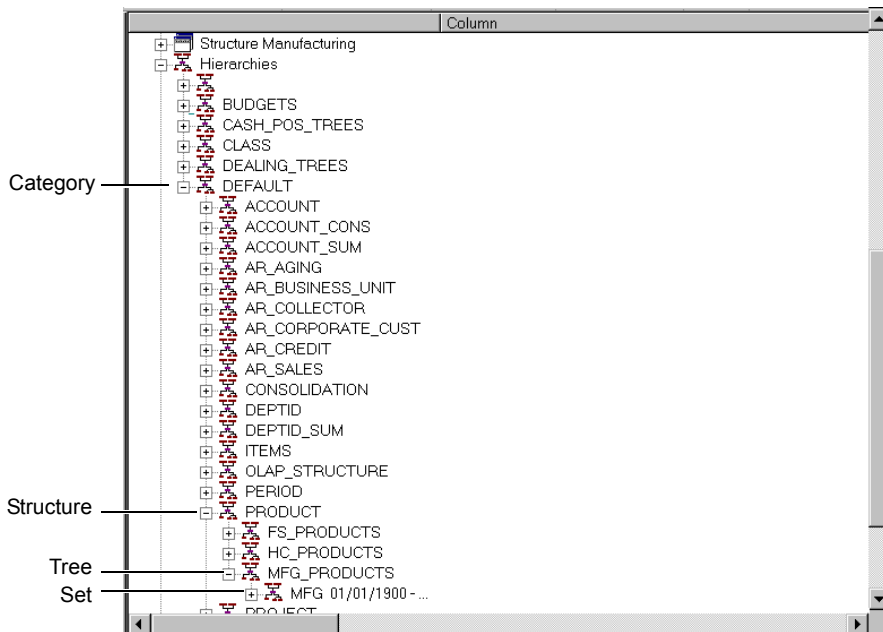 Column
Structure Manufacturing
Hierarchies
BUDGETS
CASH_POS_TREES
CLASS
DEALING_TREES
Category DEFAULT
ACCOUNT
ACCOUNT_CONS
ACCOUNT_SUM
AR_AGING
AR_BUSINESS_UNIT
AR_COLLECTOR
AR_CORPORATE_CUST
AR_CREDIT
AR_SALES
CONSOLIDATION
DEPTID
DEPTID_SUM
ITEMS
OLAP_STRUCTURE
PERIOD
Structure PRODUCT
FS_PRODUCTS
HC_PRODUCTS
Tree MFG_PRODUCTS
Set MFG 01/01/1900 - ...
PROJECT